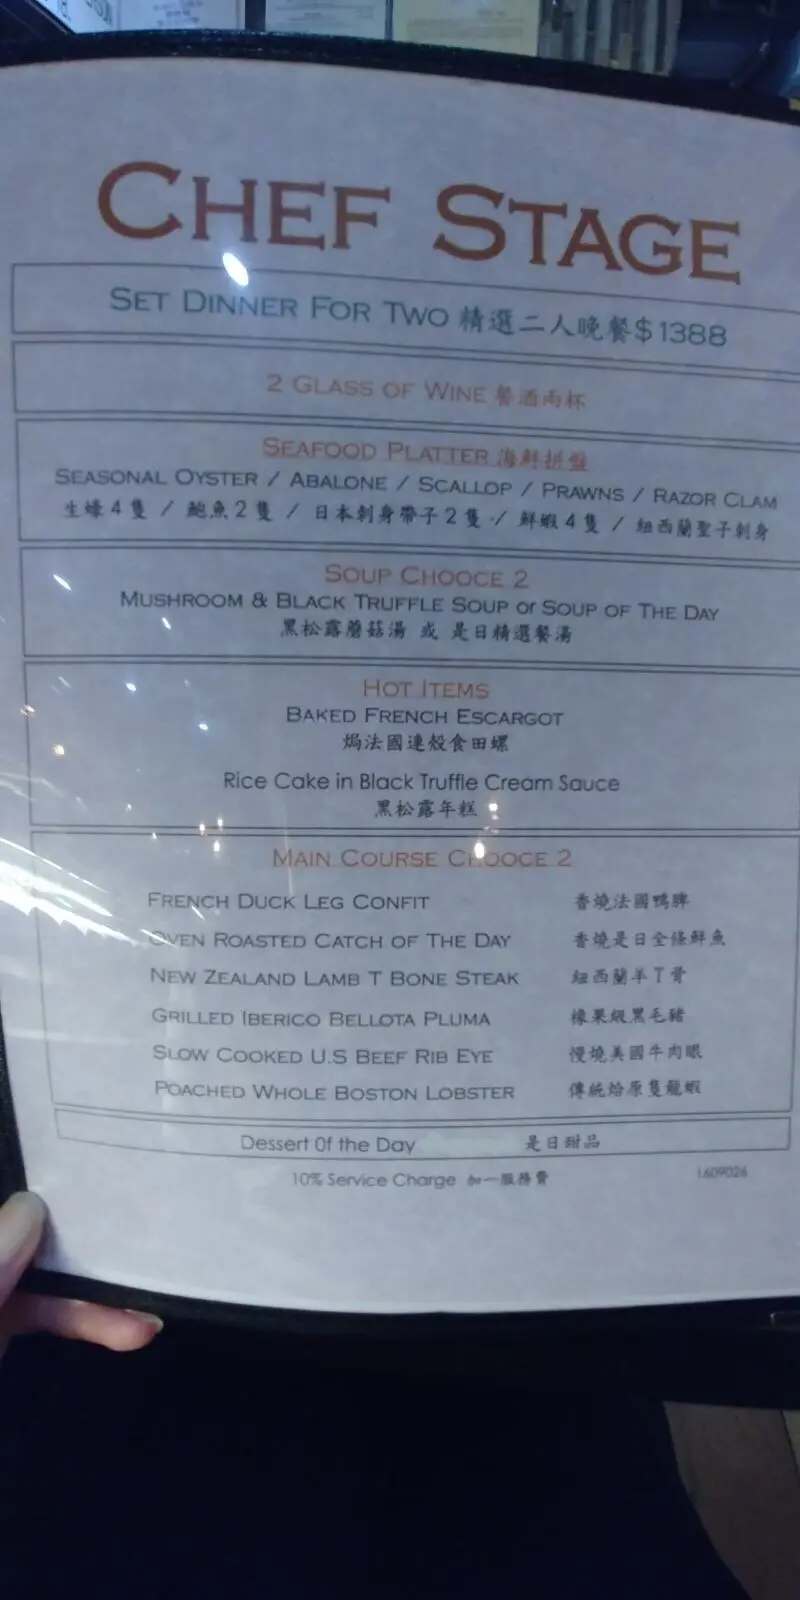 CHEF STAGE
SET DINNER FOR TWO 精選二人晚餐$1388
2 GLASS OF WINE 餐酒兩杯
SEAFOOD PLATTER 海鮮拼盤
SEASONAL OYSTER / ABALONE / SCALLOP / PRAWNS / RAZOR CLAM
生蠔4隻 / 鮑魚2隻 / 日本刺身帶子2隻 / 鮮蝦4隻 / 紐西蘭聖子刺身
SOUP CHOOCE 2
MUSHROOM & BLACK TRUFFLE SOUP or SOUP OF THE DAY
黑松露蘑菇湯 或 是日精選餐湯
HOT ITEMS
BAKED FRENCH ESCARGOT
焗法國連殼食田螺
Rice Cake in Black Truffle Cream Sauce
黑松露年糕
MAIN COURSE CHOOCE 2
FRENCH DUCK LEG CONFIT 香燒法國鴨髀
OVEN ROASTED CATCH OF THE DAY 香燒是日全條鮮魚
NEW ZEALAND LAMB T BONE STEAK 紐西蘭羊T骨
GRILLED IBERICO BELLOTA PLUMA 橡果級黑毛豬
SLOW COOKED U.S BEEF RIB EYE 慢燒美國牛肉眼
POACHED WHOLE BOSTON LOBSTER 傳統烚原隻龍蝦
Dessert Of the Day 是日甜品
10% Service Charge 加一服務費
1609026